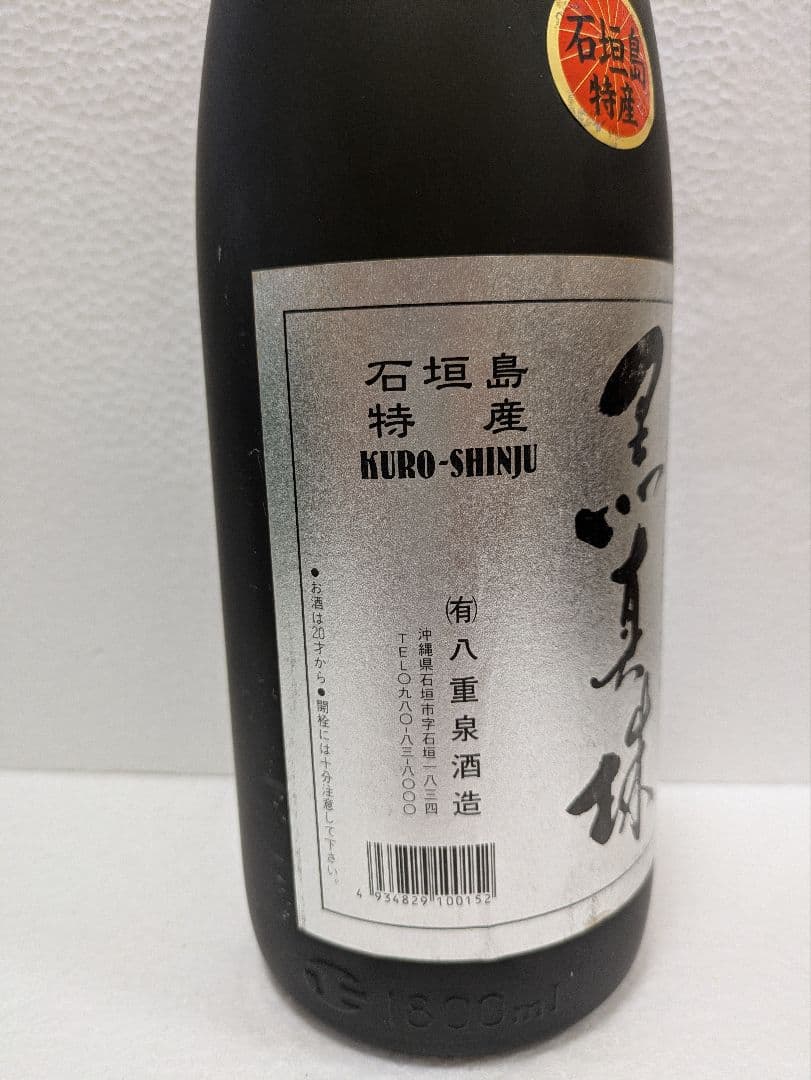 石垣島
特産
石垣島
特産
KURO-SHINJU
黒真珠
㈲八重泉酒造
沖縄県石垣市字石垣一八三四
TEL〇九八〇-八三-八〇〇〇
●お酒は20才から●開栓には十分注意して下さい。
4 934829 100152
1800ml